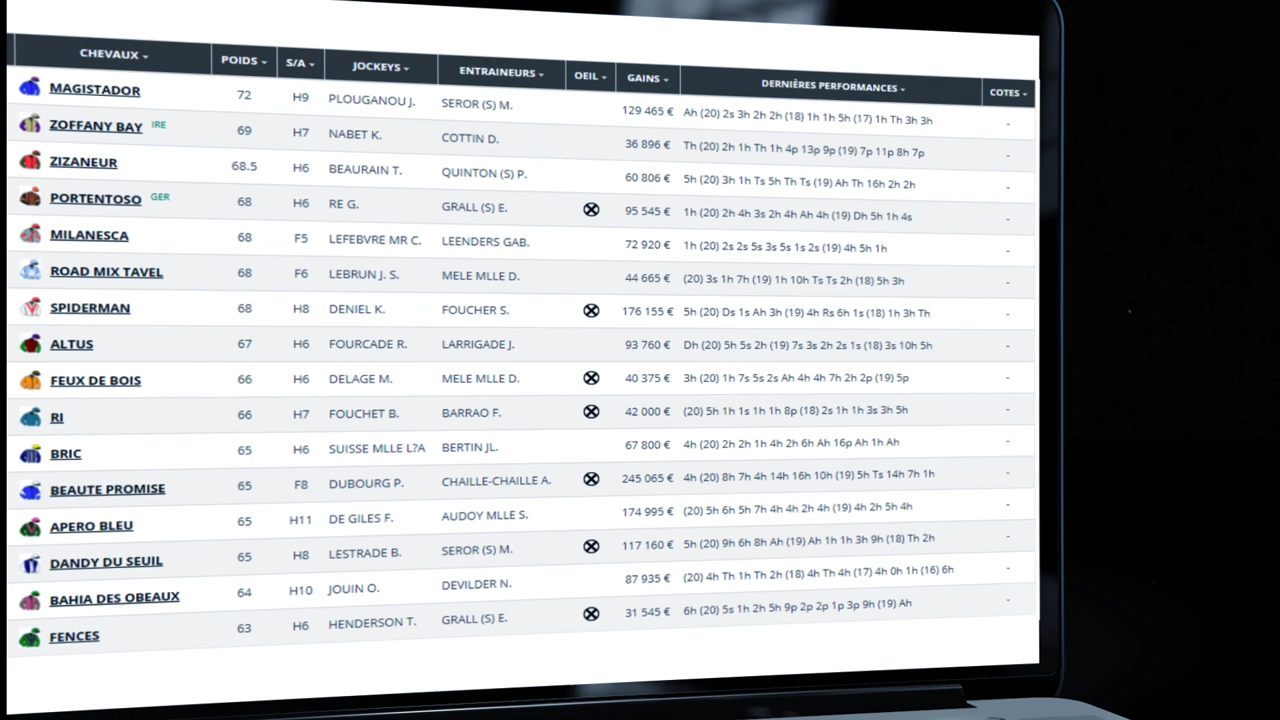 CHEVAUX POIDS S/A JOCKEYS ENTRAINEURS OEIL GAINS DERNIÈRES PERFORMANCES COTES
MAGISTADOR 72 H9 PLOUGANOU J. SEROR (S) M. 129 465 € Ah (20) 2s 3h 2h 2h (18) 1h 1h 5h (17) 1h Th 3h 3h -
ZOFFANY BAY IRE 69 H7 NABET K. COTTIN D. 36 896 € Th (20) 2h 1h Th 1h 4p 13p 9p (19) 7p 11p 8h 7p -
ZIZANEUR 68.5 H6 BEAURAIN T. QUINTON (S) P. 60 806 € 5h (20) 3h 1h Ts 5h Th Ts (19) Ah Th 16h 2h 2h -
PORTENTOSO GER 68 H6 RE G. GRALL (S) E. 95 545 € 1h (20) 2h 4h 3s 2h 4h Ah 4h (19) Dh 5h 1h 4s -
MILANESCA 68 F5 LEFEBVRE MR C. LEENDERS GAB. 72 920 € 1h (20) 2s 2s 5s 3s 5s 1s 2s (19) 4h 5h 1h -
ROAD MIX TAVEL 68 F6 LEBRUN J. S. MELE MLLE D. 44 665 € (20) 3s 1h 7h (19) 1h 10h Ts Ts 2h (18) 5h 3h -
SPIDERMAN 68 H8 DENIEL K. FOUCHER S. 176 155 € 5h (20) Ds 1s Ah 3h (19) 4h Rs 6h 1s (18) 1h 3h Th -
ALTUS 67 H6 FOURCADE R. LARRIGADE J. 93 760 € Dh (20) 5h 5s 2h (19) 7s 3s 2h 2s 1s (18) 3s 10h 5h -
FEUX DE BOIS 66 H6 DELAGE M. MELE MLLE D. 40 375 € 3h (20) 1h 7s 5s 2s Ah 4h 4h 7h 2h 2p (19) 5p -
RI 66 H7 FOUCHET B. BARRAO F. 42 000 € (20) 5h 1h 1s 1h 1h 8p (18) 2s 1h 1h 3s 3h 5h -
BRIC 65 H6 SUISSE MLLE L?A BERTIN JL. 67 800 € 4h (20) 2h 2h 1h 4h 2h 6h Ah 16p Ah 1h Ah -
BEAUTE PROMISE 65 F8 DUBOURG P. CHAILLE-CHAILLE A. 245 065 € 4h (20) 8h 7h 4h 14h 16h 10h (19) 5h Ts 14h 7h 1h -
APERO BLEU 65 H11 DE GILES F. AUDOY MLLE S. 174 995 € (20) 5h 6h 5h 7h 4h 4h 2h 4h (19) 4h 2h 5h 4h -
DANDY DU SEUIL 65 H8 LESTRADE B. SEROR (S) M. 117 160 € 5h (20) 9h 6h 8h Ah (19) Ah 1h 1h 3h 9h (18) Th 2h -
BAHIA DES OBEAUX 64 H10 JOUIN O. DEVILDER N. 87 935 € (20) 4h Th 1h Th 2h (18) 4h Th 4h (17) 4h 0h 1h (16) 6h -
FENCES 63 H6 HENDERSON T. GRALL (S) E. 31 545 € 6h (20) 5s 1h 2h 5h 9p 2p 2p 1p 3p 9h (19) Ah -